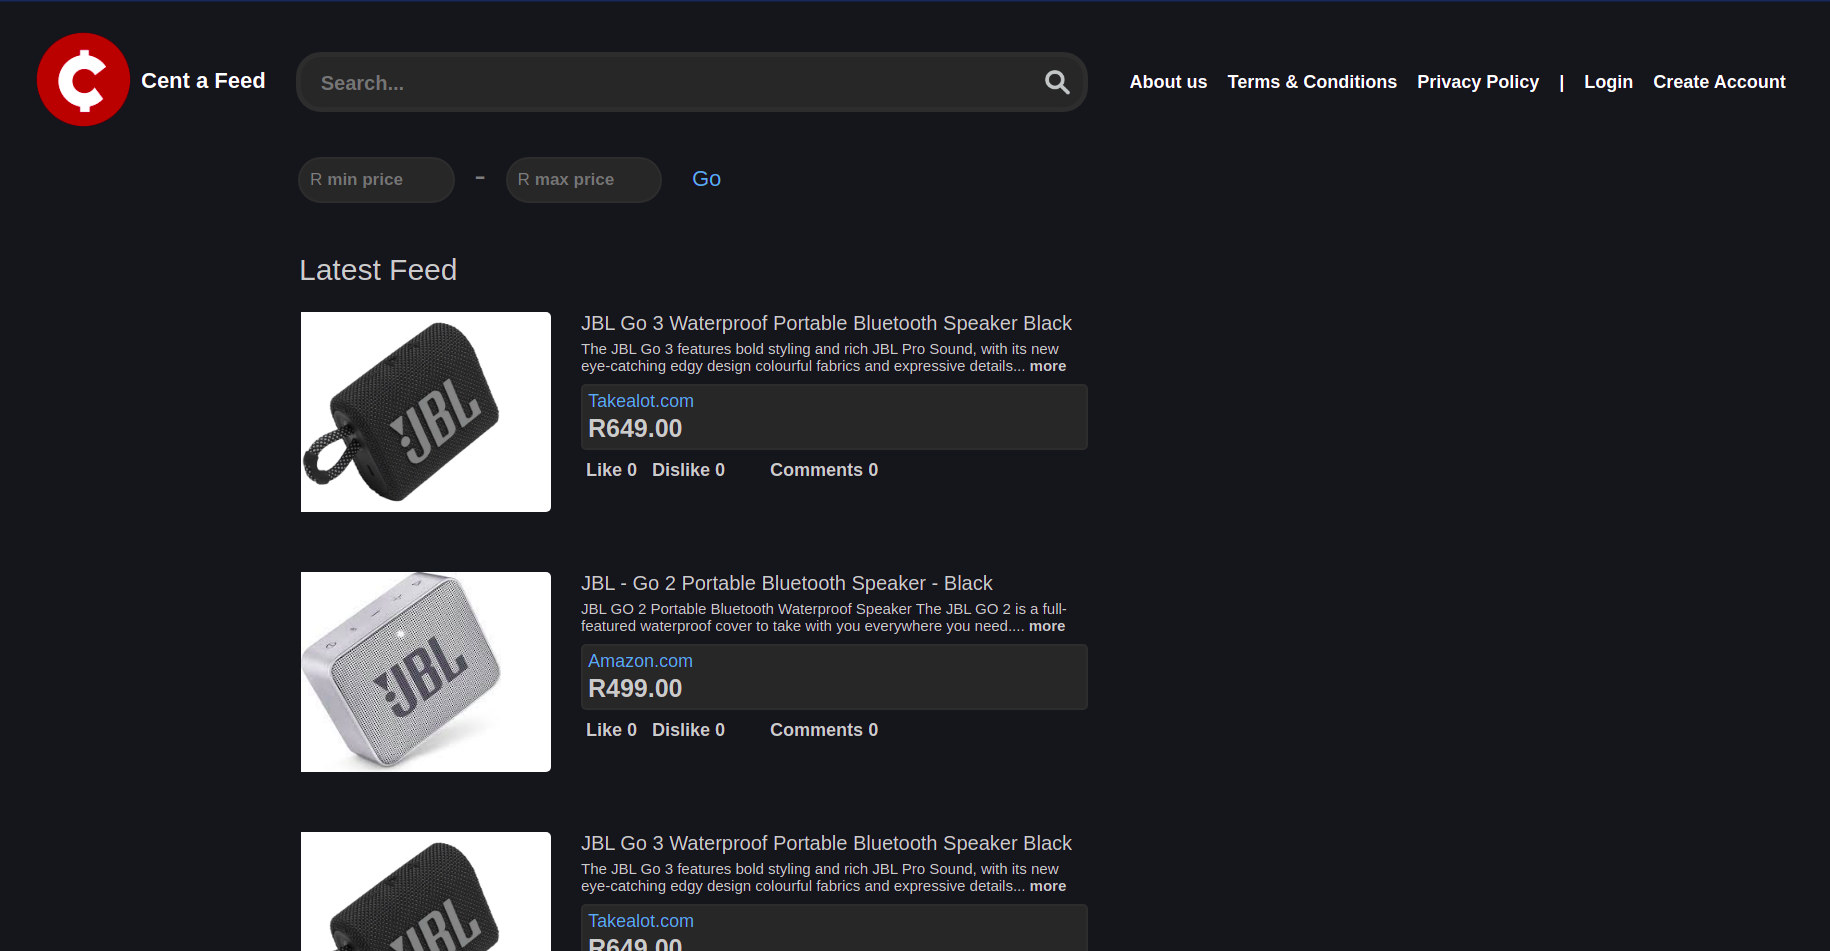 Cent a Feed
Search...
About us Terms & Conditions Privacy Policy | Login Create Account
R min price - R max price Go
Latest Feed
JBL
JBL Go 3 Waterproof Portable Bluetooth Speaker Black
The JBL Go 3 features bold styling and rich JBL Pro Sound, with its new
eye-catching edgy design colourful fabrics and expressive details... more
Takealot.com
R649.00
Like 0 Dislike 0 Comments 0
JBL
JBL - Go 2 Portable Bluetooth Speaker - Black
JBL GO 2 Portable Bluetooth Waterproof Speaker The JBL GO 2 is a full-
featured waterproof cover to take with you everywhere you need.... more
Amazon.com
R499.00
Like 0 Dislike 0 Comments 0
JBL
JBL Go 3 Waterproof Portable Bluetooth Speaker Black
The JBL Go 3 features bold styling and rich JBL Pro Sound, with its new
eye-catching edgy design colourful fabrics and expressive details... more
Takealot.com
R649.00